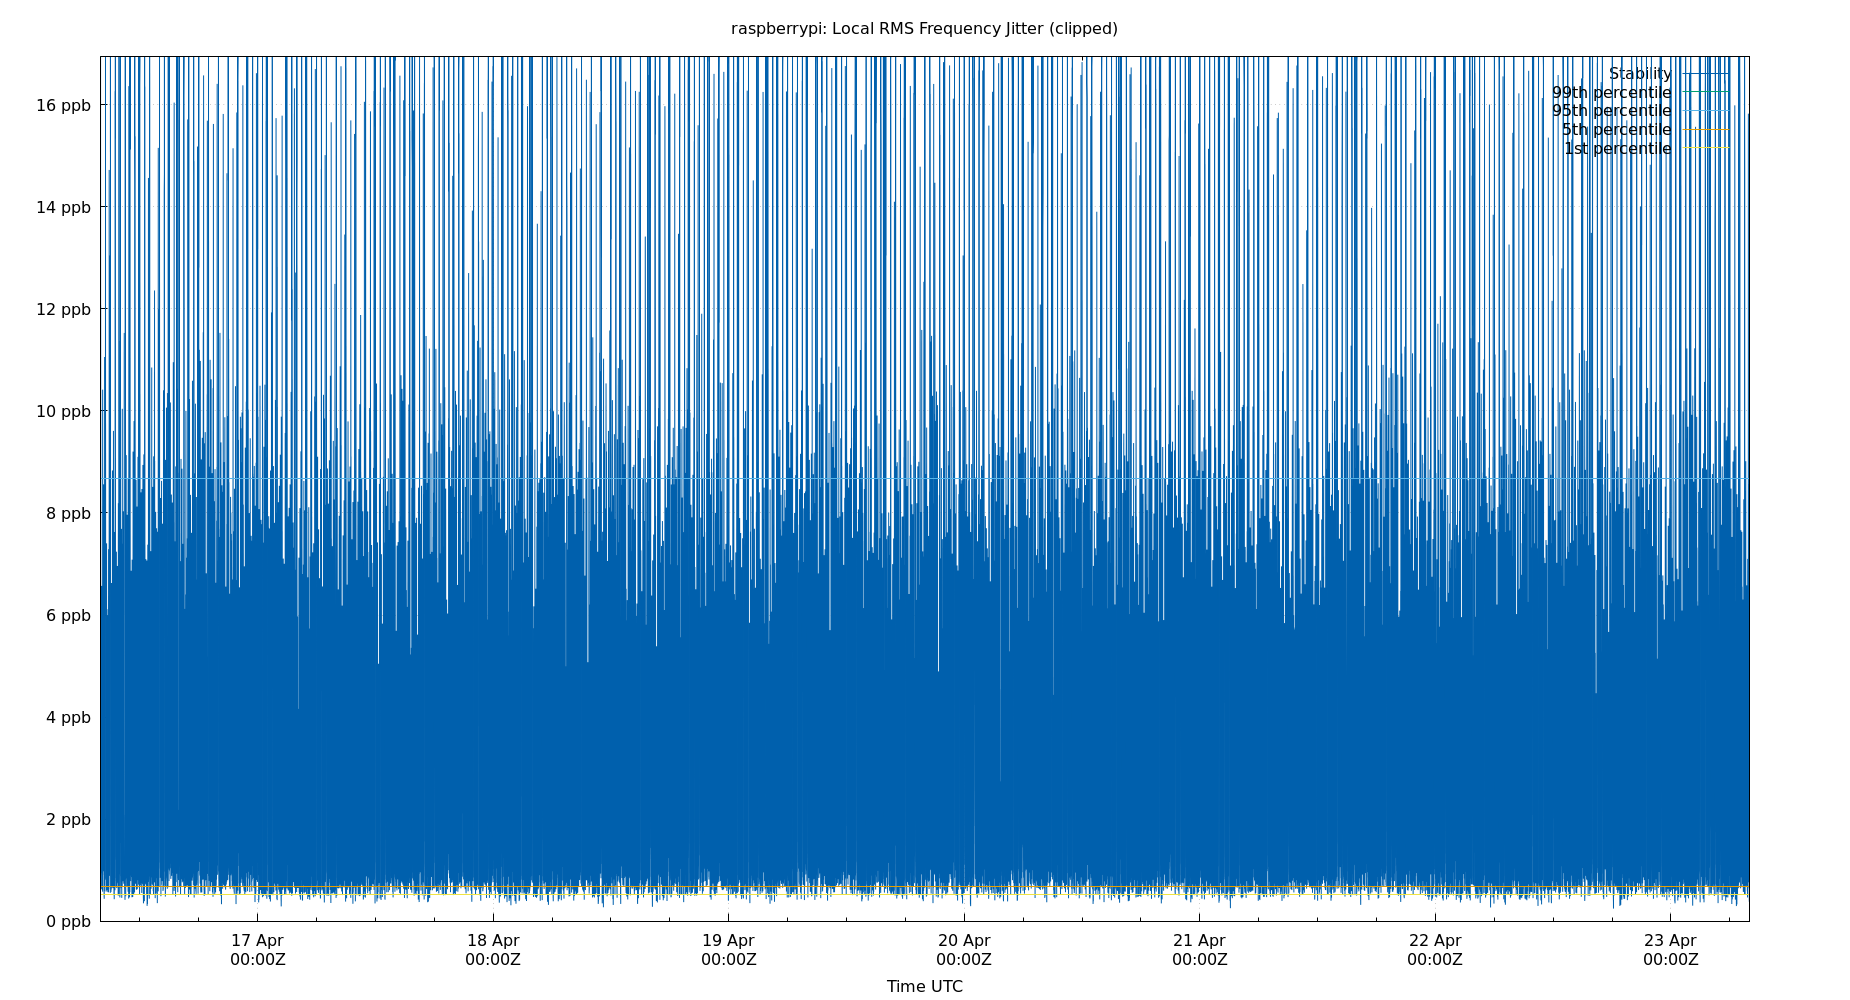 raspberrypi: Local RMS Frequency Jitter (clipped)
Stability
99th percentile
95th percentile
5th percentile
1st percentile
16 ppb
14 ppb
12 ppb
10 ppb
8 ppb
6 ppb
4 ppb
2 ppb
0 ppb
17 Apr 18 Apr 19 Apr 20 Apr 21 Apr 22 Apr 23 Apr
00:00Z 00:00Z 00:00Z 00:00Z 00:00Z 00:00Z 00:00Z
Time UTC